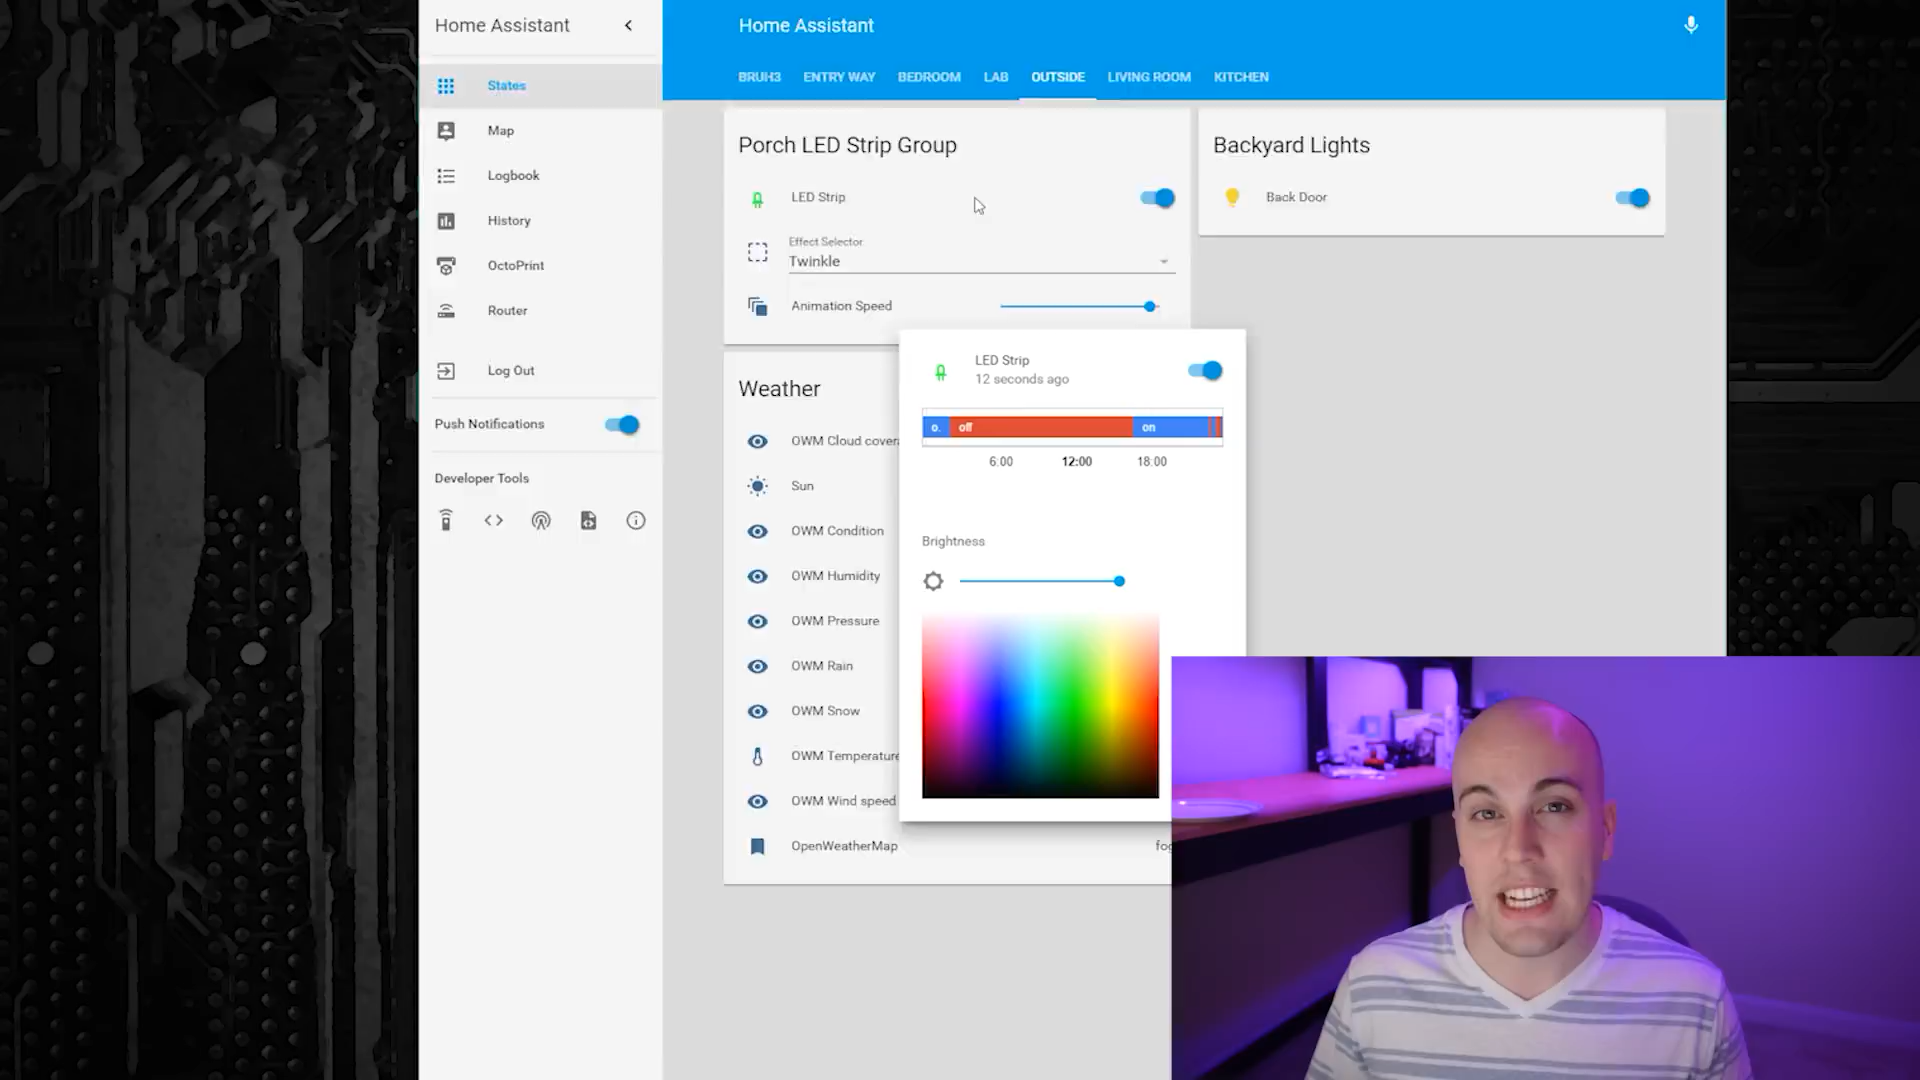 Home Assistant
States
Map
Logbook
History
OctoPrint
Router
Log Out
Push Notifications
Developer Tools
Home Assistant
BRUH3 ENTRY WAY BEDROOM LAB OUTSIDE LIVING ROOM KITCHEN
Porch LED Strip Group
LED Strip
Effect Selector
Twinkle
Animation Speed
Backyard Lights
Back Door
Weather
OWM Cloud cover
Sun
OWM Condition
OWM Humidity
OWM Pressure
OWM Rain
OWM Snow
OWM Temperature
OWM Wind speed
OpenWeatherMap fog
LED Strip
12 seconds ago
o. off on
6:00 12:00 18:00
Brightness